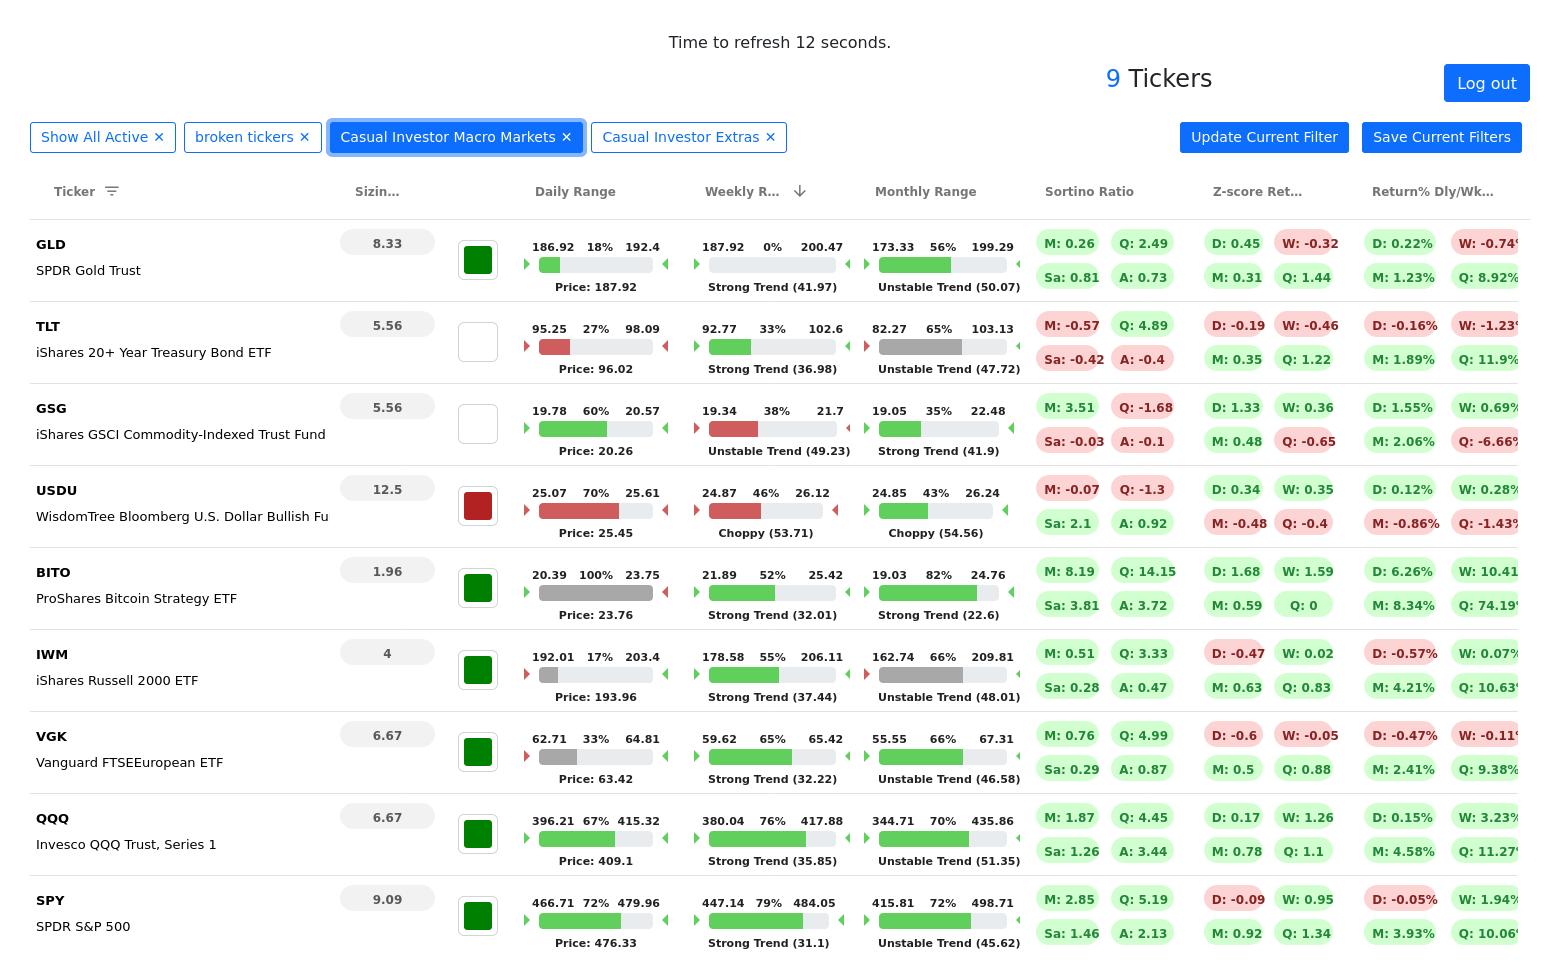 Time to refresh 12 seconds.
9 Tickers
Log out
Show All Active ✕ broken tickers ✕ Casual Investor Macro Markets ✕ Casual Investor Extras ✕ Update Current Filter Save Current Filters
Ticker Sizin… Daily Range Weekly R… Monthly Range Sortino Ratio Z-score Ret… Return% Dly/Wk…
GLD 8.33 186.92 18% 192.4 187.92 0% 200.47 173.33 56% 199.29 M: 0.26 Q: 2.49 D: 0.45 W: -0.32 D: 0.22% W: -0.74%
SPDR Gold Trust Price: 187.92 Strong Trend (41.97) Unstable Trend (50.07) Sa: 0.81 A: 0.73 M: 0.31 Q: 1.44 M: 1.23% Q: 8.92%
TLT 5.56 95.25 27% 98.09 92.77 33% 102.6 82.27 65% 103.13 M: -0.57 Q: 4.89 D: -0.19 W: -0.46 D: -0.16% W: -1.23%
iShares 20+ Year Treasury Bond ETF Price: 96.02 Strong Trend (36.98) Unstable Trend (47.72) Sa: -0.42 A: -0.4 M: 0.35 Q: 1.22 M: 1.89% Q: 11.9%
GSG 5.56 19.78 60% 20.57 19.34 38% 21.7 19.05 35% 22.48 M: 3.51 Q: -1.68 D: 1.33 W: 0.36 D: 1.55% W: 0.69%
iShares GSCI Commodity-Indexed Trust Fund Price: 20.26 Unstable Trend (49.23) Strong Trend (41.9) Sa: -0.03 A: -0.1 M: 0.48 Q: -0.65 M: 2.06% Q: -6.66%
USDU 12.5 25.07 70% 25.61 24.87 46% 26.12 24.85 43% 26.24 M: -0.07 Q: -1.3 D: 0.34 W: 0.35 D: 0.12% W: 0.28%
WisdomTree Bloomberg U.S. Dollar Bullish Fu Price: 25.45 Choppy (53.71) Choppy (54.56) Sa: 2.1 A: 0.92 M: -0.48 Q: -0.4 M: -0.86% Q: -1.43%
BITO 1.96 20.39 100% 23.75 21.89 52% 25.42 19.03 82% 24.76 M: 8.19 Q: 14.15 D: 1.68 W: 1.59 D: 6.26% W: 10.41
ProShares Bitcoin Strategy ETF Price: 23.76 Strong Trend (32.01) Strong Trend (22.6) Sa: 3.81 A: 3.72 M: 0.59 Q: 0 M: 8.34% Q: 74.19%
IWM 4 192.01 17% 203.4 178.58 55% 206.11 162.74 66% 209.81 M: 0.51 Q: 3.33 D: -0.47 W: 0.02 D: -0.57% W: 0.07%
iShares Russell 2000 ETF Price: 193.96 Strong Trend (37.44) Unstable Trend (48.01) Sa: 0.28 A: 0.47 M: 0.63 Q: 0.83 M: 4.21% Q: 10.63%
VGK 6.67 62.71 33% 64.81 59.62 65% 65.42 55.55 66% 67.31 M: 0.76 Q: 4.99 D: -0.6 W: -0.05 D: -0.47% W: -0.11%
Vanguard FTSEEuropean ETF Price: 63.42 Strong Trend (32.22) Unstable Trend (46.58) Sa: 0.29 A: 0.87 M: 0.5 Q: 0.88 M: 2.41% Q: 9.38%
QQQ 6.67 396.21 67% 415.32 380.04 76% 417.88 344.71 70% 435.86 M: 1.87 Q: 4.45 D: 0.17 W: 1.26 D: 0.15% W: 3.23%
Invesco QQQ Trust, Series 1 Price: 409.1 Strong Trend (35.85) Unstable Trend (51.35) Sa: 1.26 A: 3.44 M: 0.78 Q: 1.1 M: 4.58% Q: 11.27%
SPY 9.09 466.71 72% 479.96 447.14 79% 484.05 415.81 72% 498.71 M: 2.85 Q: 5.19 D: -0.09 W: 0.95 D: -0.05% W: 1.94%
SPDR S&P 500 Price: 476.33 Strong Trend (31.1) Unstable Trend (45.62) Sa: 1.46 A: 2.13 M: 0.92 Q: 1.34 M: 3.93% Q: 10.06%